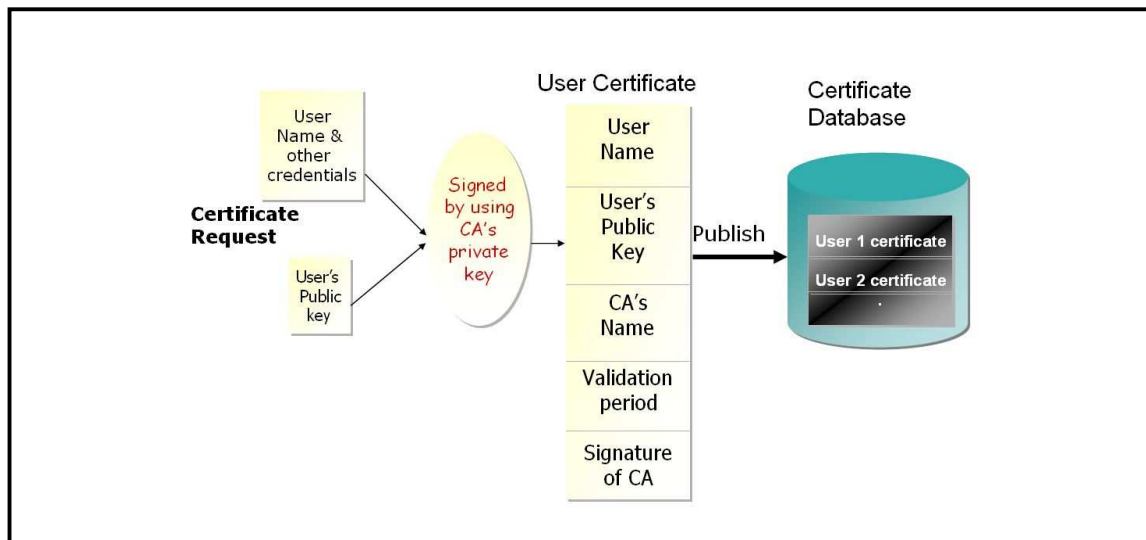 User
Name &
other
credentials
Certificate
Request
User's
Public
key
Signed
by using
CA's
private
key
User Certificate
User
Name
User's
Public
Key
CA's
Name
Validation
period
Signature
of CA
Publish
Certificate
Database
User 1 certificate
User 2 certificate
.